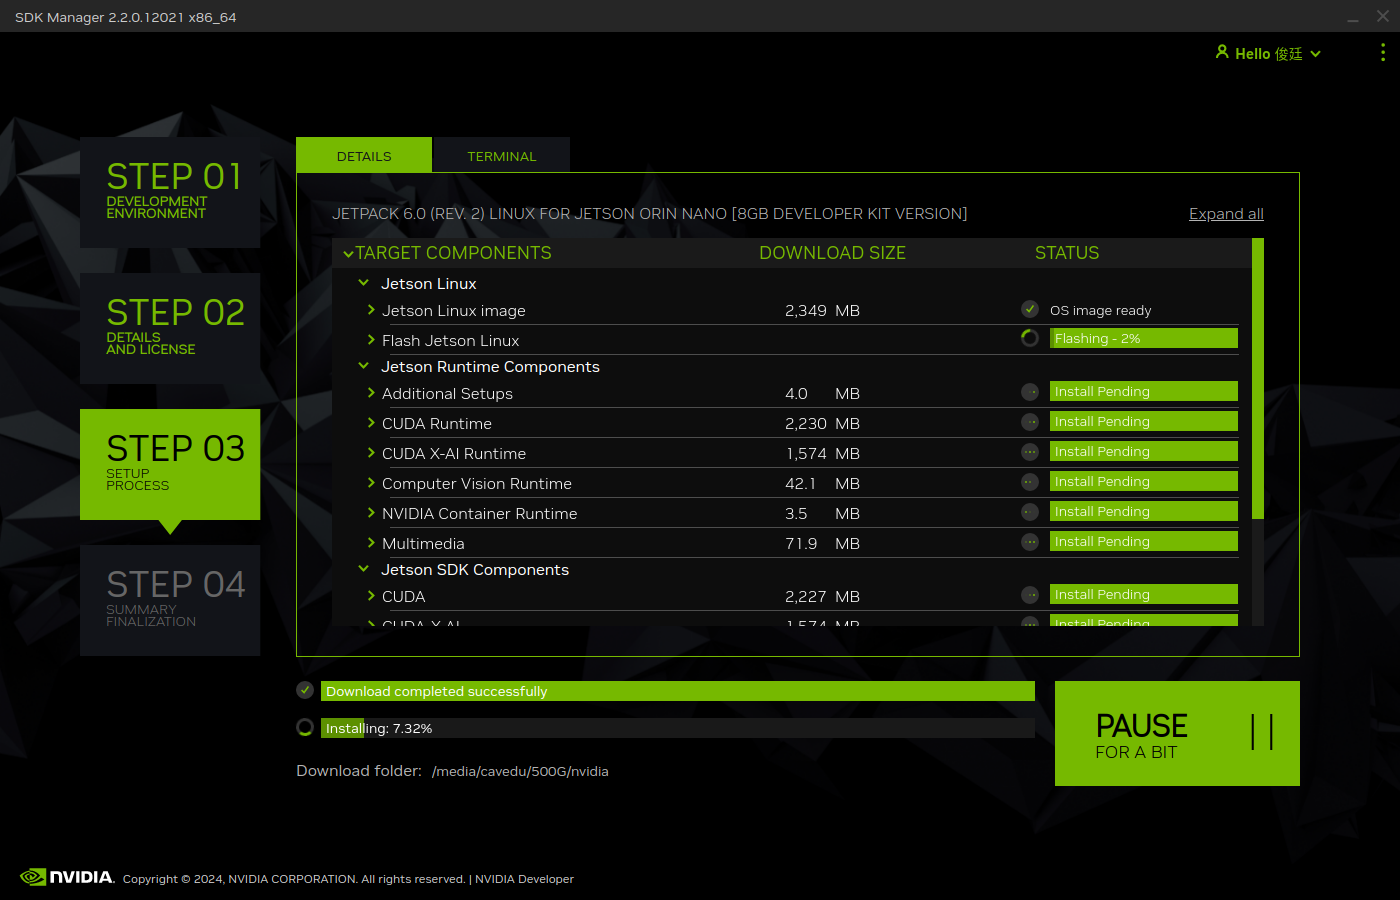 SDK Manager 2.2.0.12021 x86_64
Hello 俊廷
STEP 01
DEVELOPMENT
ENVIRONMENT
STEP 02
DETAILS
AND LICENSE
STEP 03
SETUP
PROCESS
STEP 04
SUMMARY
FINALIZATION
DETAILS TERMINAL
JETPACK 6.0 (REV. 2) LINUX FOR JETSON ORIN NANO [8GB DEVELOPER KIT VERSION] Expand all
TARGET COMPONENTS DOWNLOAD SIZE STATUS
Jetson Linux
Jetson Linux image 2,349 MB OS image ready
Flash Jetson Linux Flashing - 2%
Jetson Runtime Components
Additional Setups 4.0 MB Install Pending
CUDA Runtime 2,230 MB Install Pending
CUDA X-AI Runtime 1,574 MB Install Pending
Computer Vision Runtime 42.1 MB Install Pending
NVIDIA Container Runtime 3.5 MB Install Pending
Multimedia 71.9 MB Install Pending
Jetson SDK Components
CUDA 2,227 MB Install Pending
CUDA X-AI 1,574 MB Install Pending
Download completed successfully
Installing: 7.32%
Download folder: /media/cavedu/500G/nvidia
PAUSE
FOR A BIT
NVIDIA. Copyright © 2024, NVIDIA CORPORATION. All rights reserved. | NVIDIA Developer